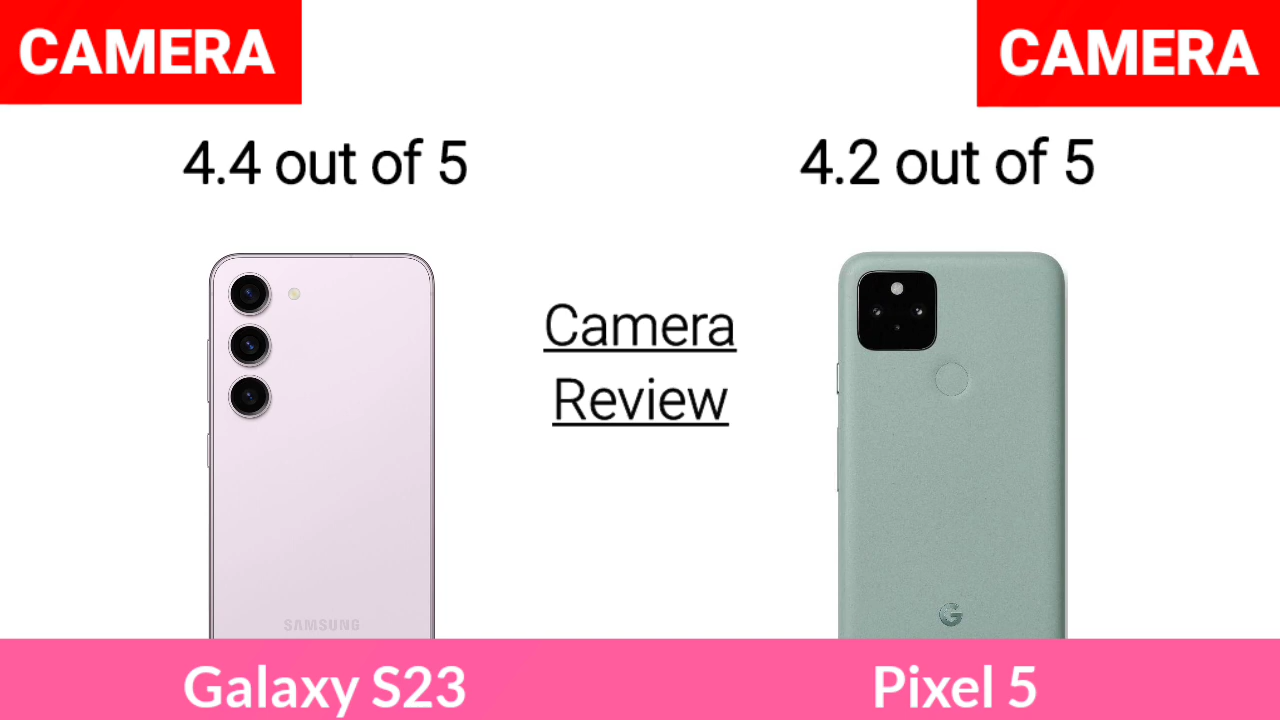 CAMERA
CAMERA
4.4 out of 5
4.2 out of 5
Camera
Review
SAMSUNG
G
Galaxy S23
Pixel 5